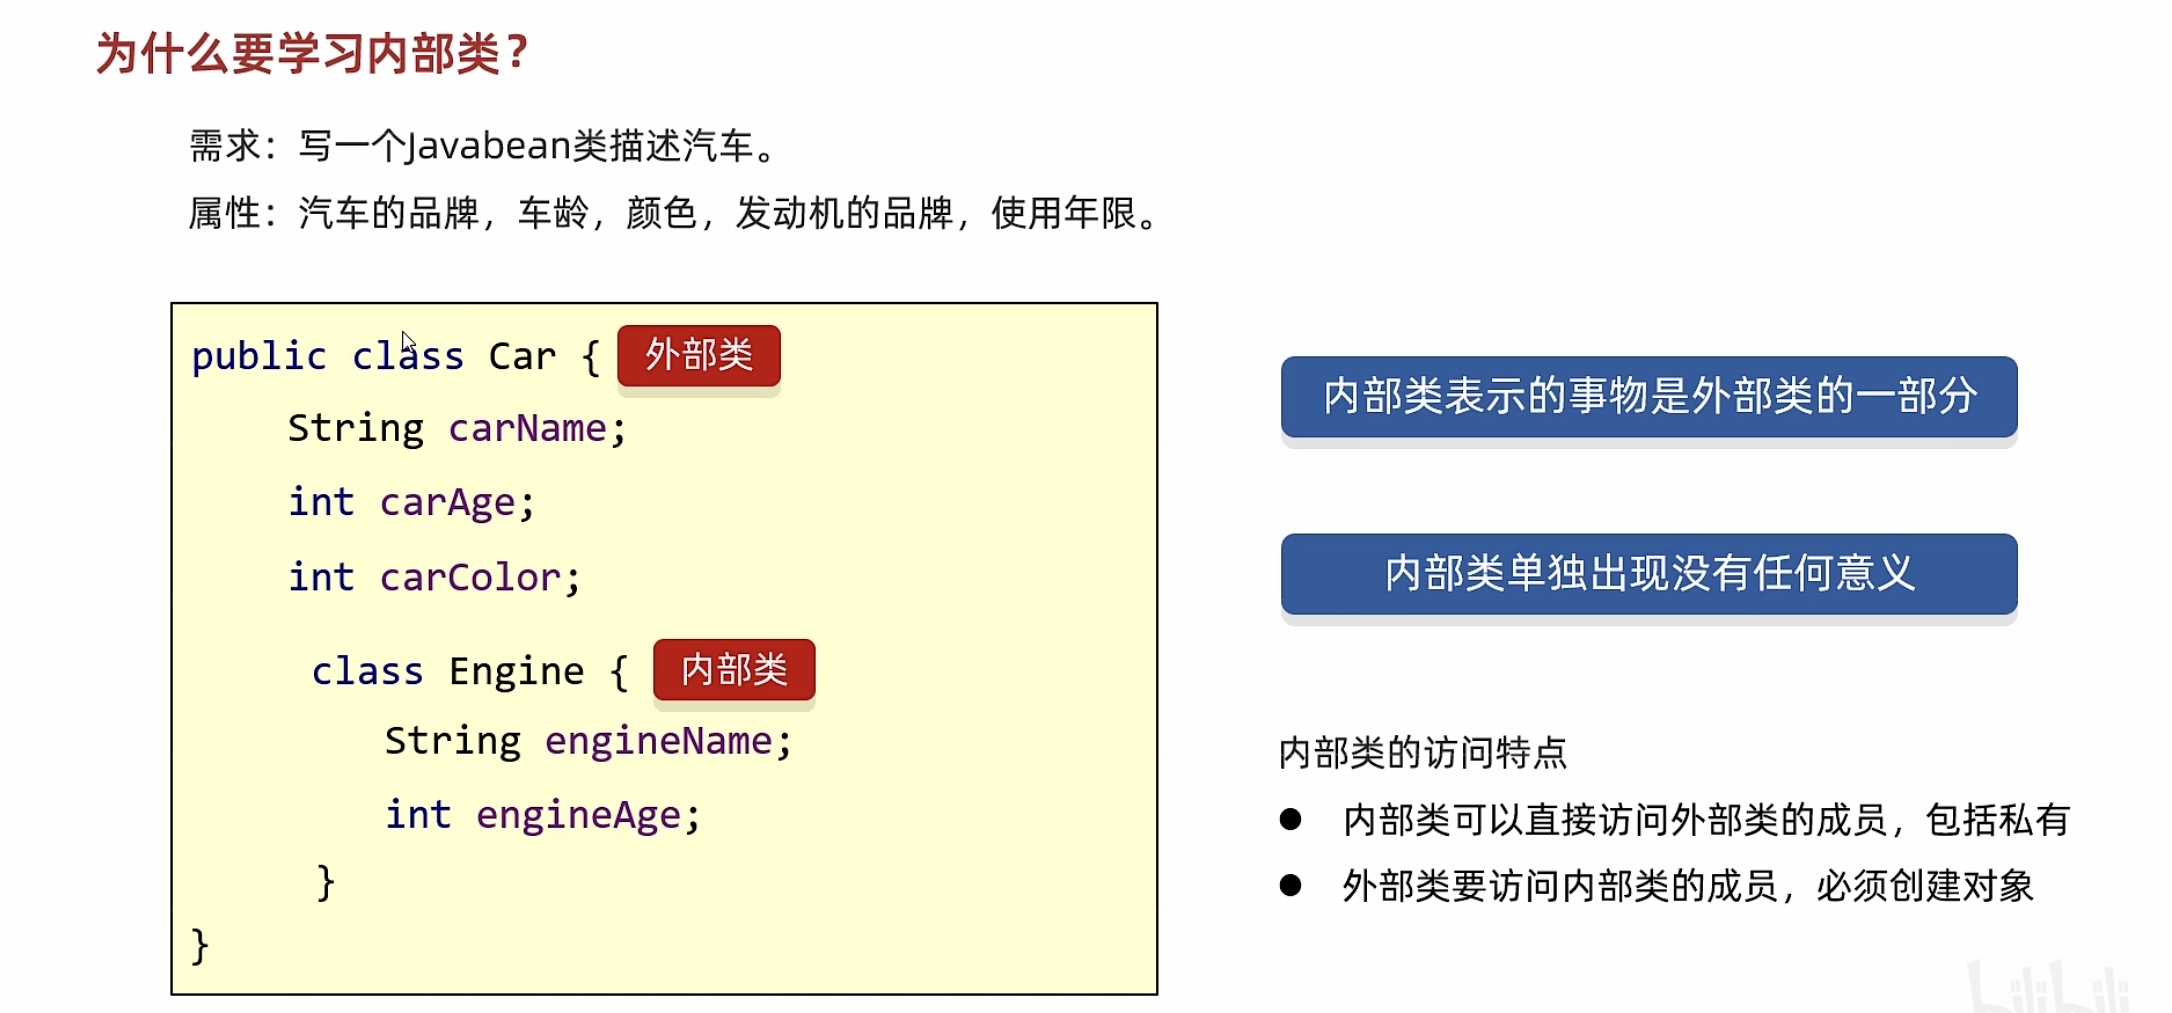 为什么要学习内部类？
需求：写一个Javabean类描述汽车。
属性：汽车的品牌，车龄，颜色，发动机的品牌，使用年限。
public class Car { 外部类
String carName;
int carAge;
int carColor;
class Engine { 内部类
String engineName;
int engineAge;
}
}
内部类表示的事物是外部类的一部分
内部类单独出现没有任何意义
内部类的访问特点
● 内部类可以直接访问外部类的成员，包括私有
● 外部类要访问内部类的成员，必须创建对象
bilibili